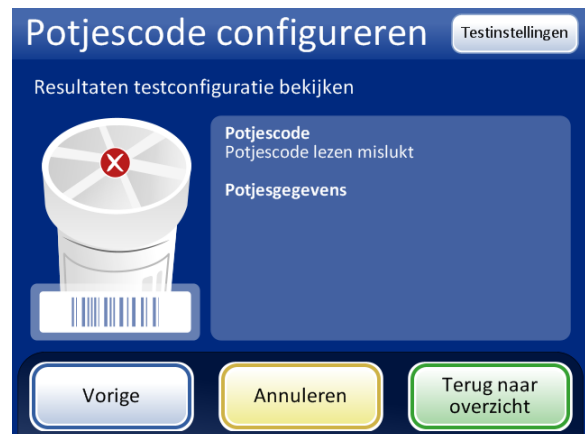 Potjescode configureren
Testinstellingen
Resultaten testconfiguratie bekijken
Potjescode
Potjescode lezen mislukt
Potjesgegevens
Vorige
Annuleren
Terug naar
overzicht